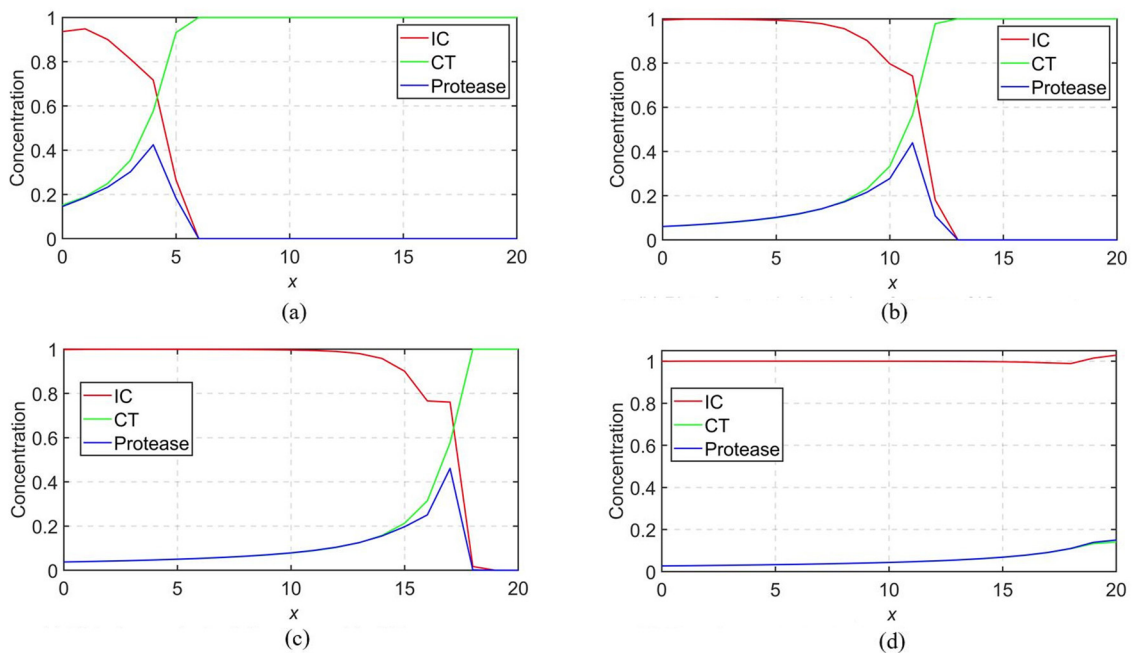 1
0.8
0.6
0.4
0.2
0
Concentration
IC
CT
Protease
0 5 10 15 20
x
(a)
1
0.8
0.6
0.4
0.2
0
Concentration
IC
CT
Protease
0 5 10 15 20
x
(b)
1
0.8
0.6
0.4
0.2
0
Concentration
IC
CT
Protease
0 5 10 15 20
x
(c)
1
0.8
0.6
0.4
0.2
0
Concentration
IC
CT
Protease
0 5 10 15 20
x
(d)